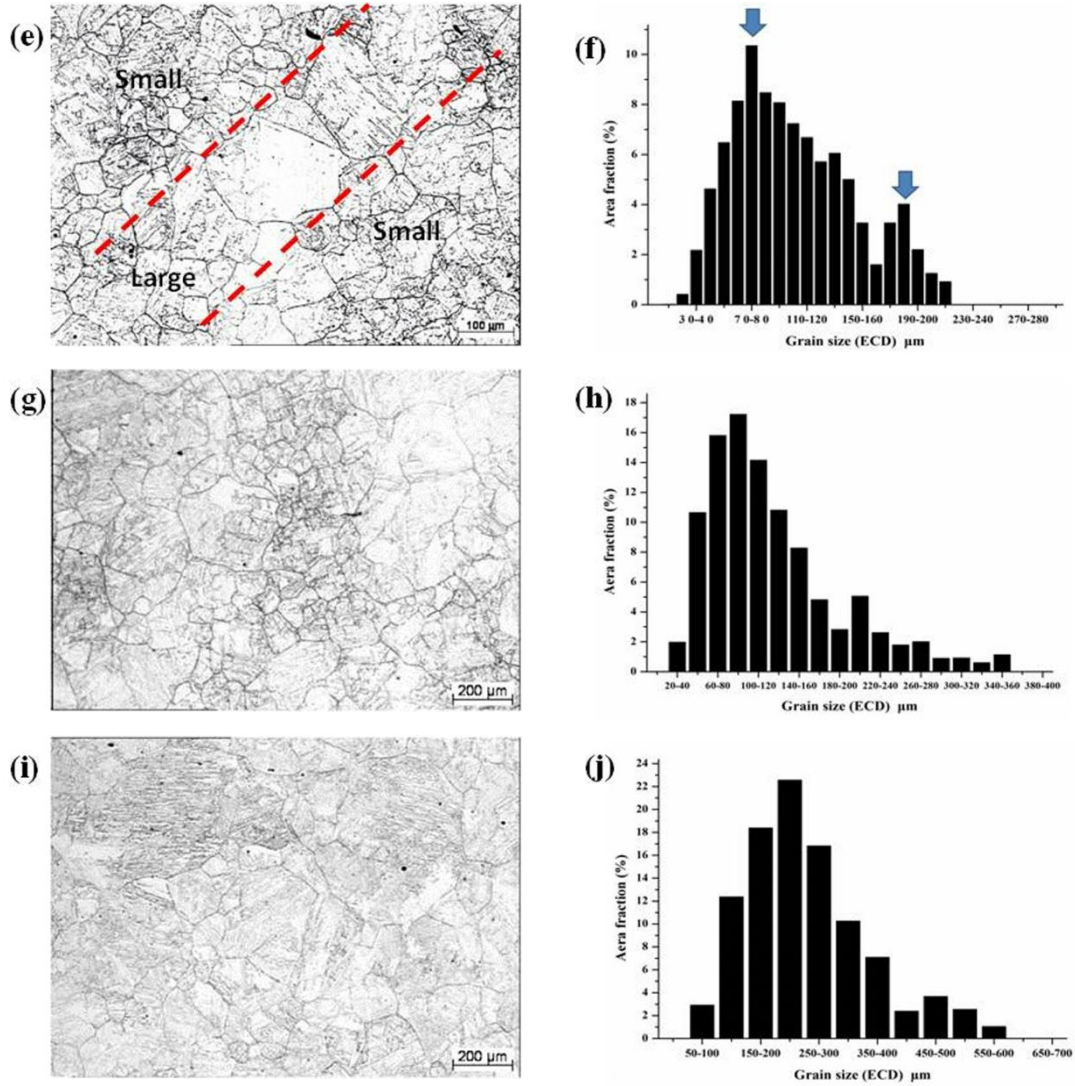 (e)
Small
Large
Small
100 µm
(f)
Area fraction (%)
10
8
6
4
2
0
3 0-4 0 7 0-8 0 110-120 150-160 190-200 230-240 270-280
Grain size (ECD) µm
(g)
200 µm
(h)
Aera fraction (%)
18
16
14
12
10
8
6
4
2
0
20-40 60-80 100-120 140-160 180-200 220-240 260-280 300-320 340-360 380-400
Grain size (ECD) µm
(i)
200 µm
(j)
Aera fraction (%)
24
22
20
18
16
14
12
10
8
6
4
2
0
50-100 150-200 250-300 350-400 450-500 550-600 650-700
Grain size (ECD) µm